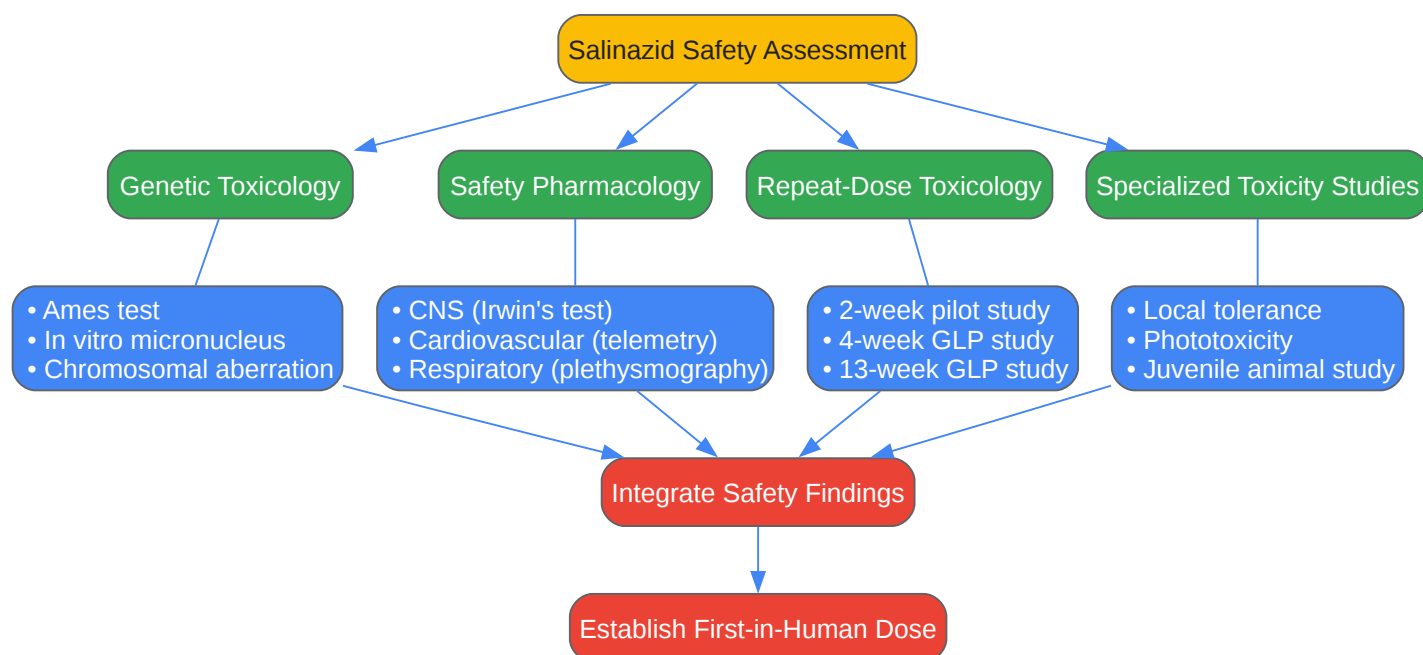 Salinazid Safety Assessment
Genetic Toxicology
Safety Pharmacology
Repeat-Dose Toxicology
Specialized Toxicity Studies
• Ames test
• In vitro micronucleus
• Chromosomal aberration
• CNS (Irwin's test)
• Cardiovascular (telemetry)
• Respiratory (plethysmography)
• 2-week pilot study
• 4-week GLP study
• 13-week GLP study
• Local tolerance
• Phototoxicity
• Juvenile animal study
Integrate Safety Findings
Establish First-in-Human Dose